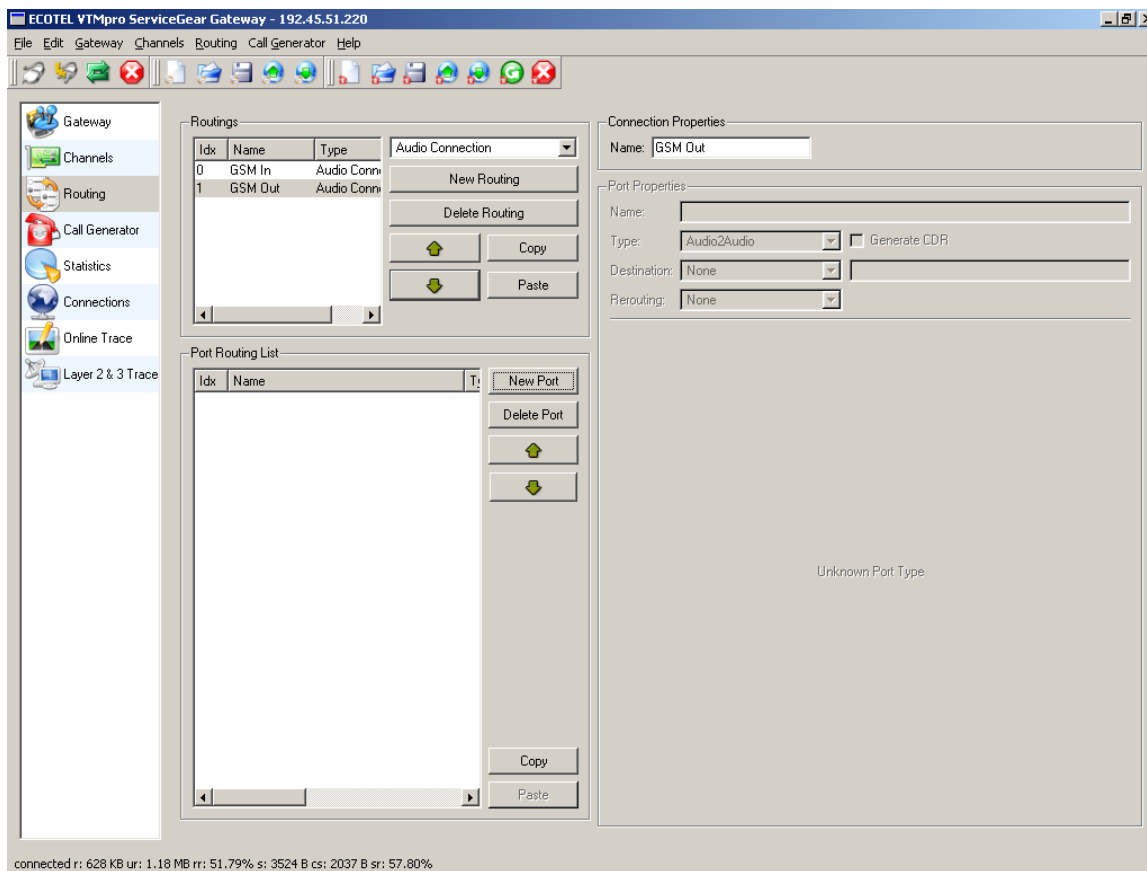 ECOTEL VTMpro ServiceGear Gateway - 192.45.51.220
File Edit Gateway Channels Routing Call Generator Help
Gateway
Channels
Routing
Call Generator
Statistics
Connections
Online Trace
Layer 2 & 3 Trace
Routings
Idx Name Type
0 GSM In Audio Conn
1 GSM Out Audio Conn
Audio Connection
New Routing
Delete Routing
Copy
Paste
Port Routing List
Idx Name Ty
New Port
Delete Port
Copy
Paste
Connection Properties
Name: GSM Out
Port Properties
Name:
Type: Audio2Audio Generate CDR
Destination: None
Rerouting: None
Unknown Port Type
connected r: 628 KB ur: 1.18 MB rr: 51.79% s: 3524 B cs: 2037 B sr: 57.80%